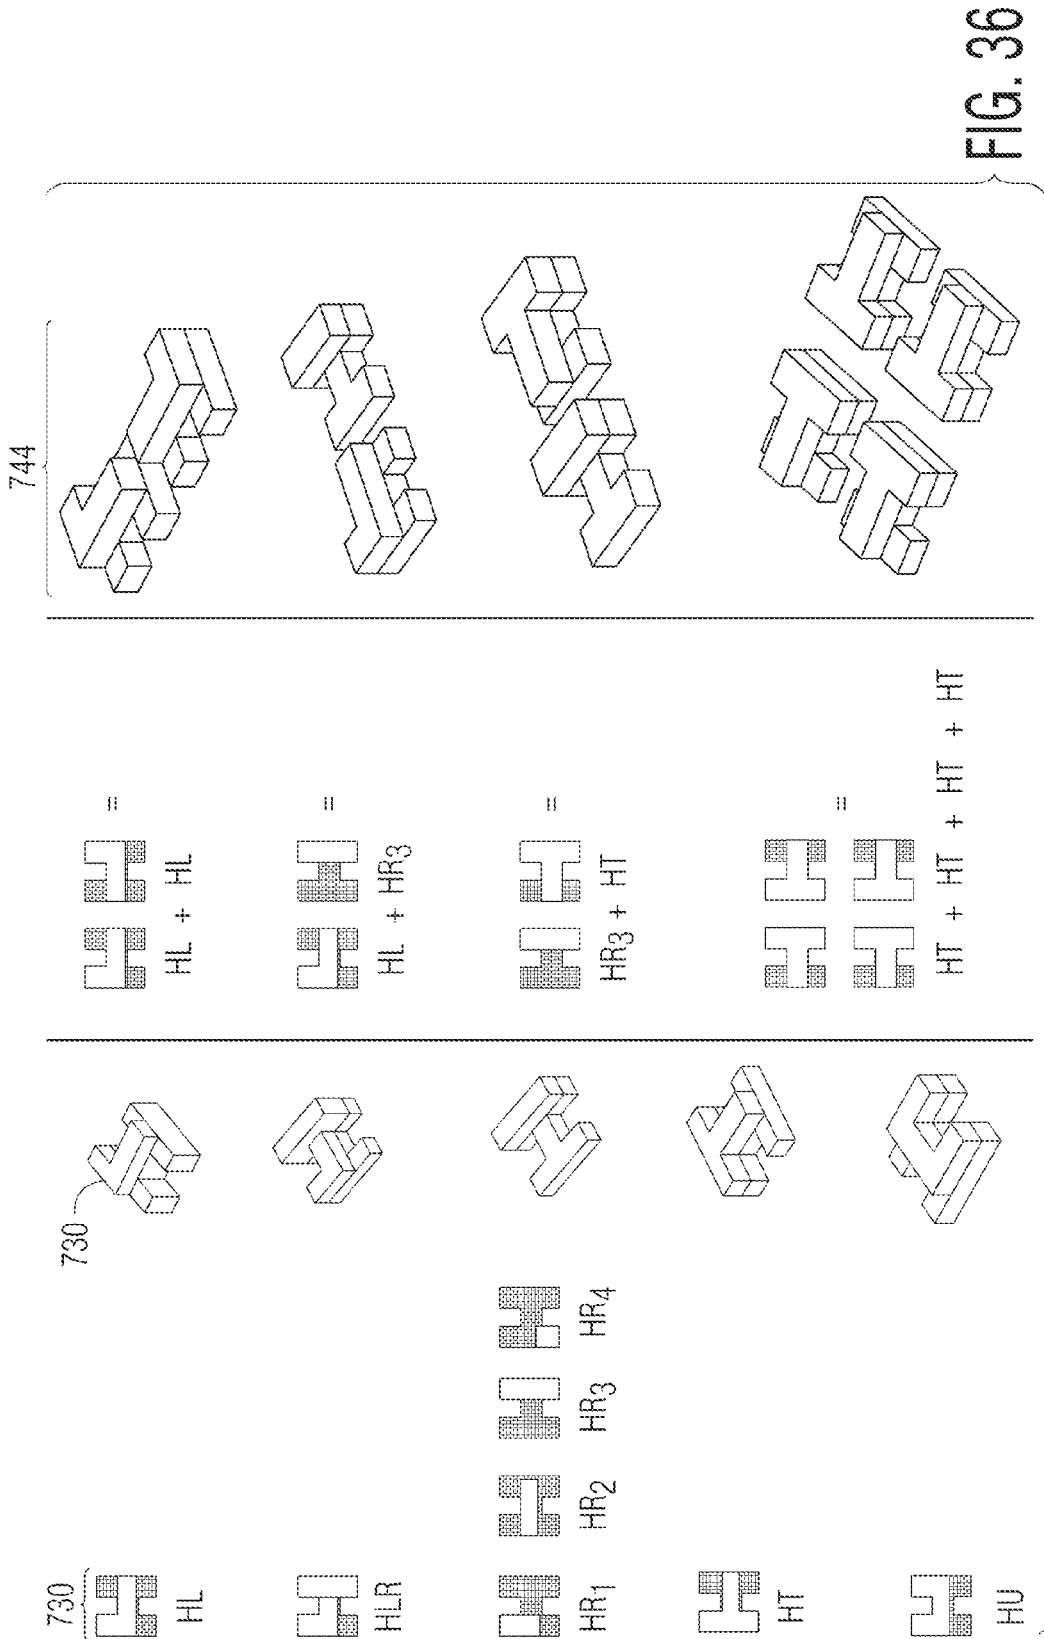 730
HL
730
HLR
HR1 HR2 HR3 HR4
HT
HU
=
HL + HL
=
HL + HR3
=
HR3 + HT
=
HT + HT + HT + HT
744
FIG. 36